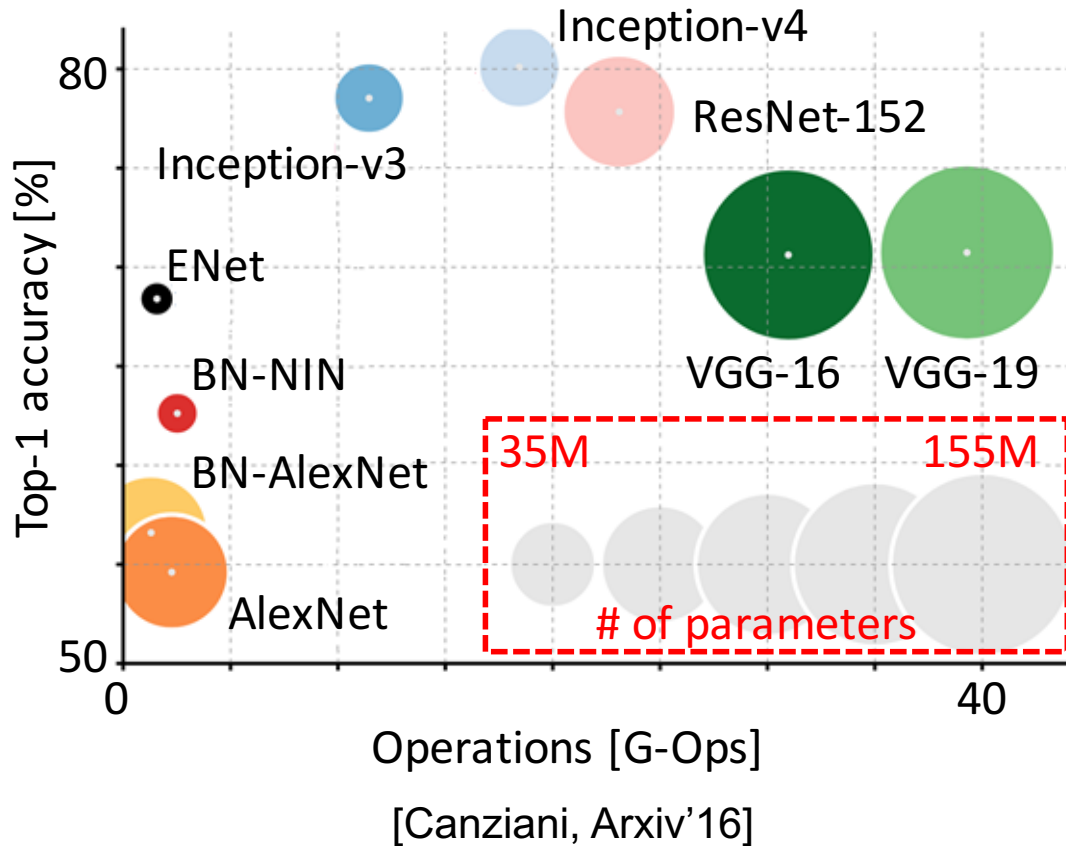 Inception-v4
80
ResNet-152
Inception-v3
Top-1 accuracy [%]
ENet
BN-NIN
VGG-16
VGG-19
35M
155M
BN-AlexNet
AlexNet
# of parameters
50
0
40
Operations [G-Ops]
[Canziani, Arxiv’16]